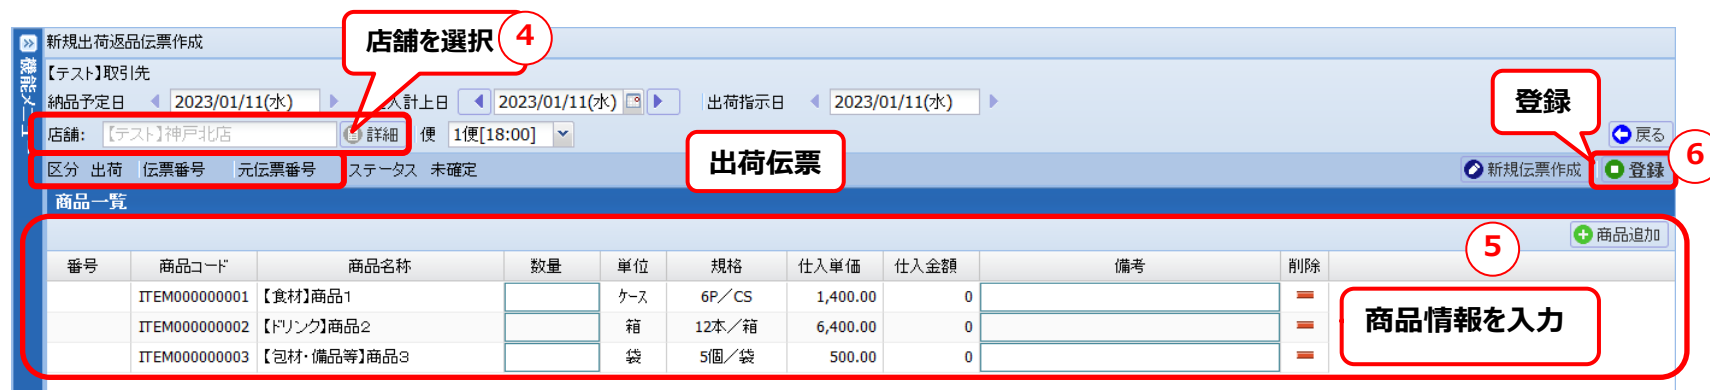 店舗を選択 ④
新規出荷返品伝票作成
機能メニュー
【テスト】取引先
納品予定日 2023/01/11(水) 入計上日 2023/01/11(水) 出荷指示日 2023/01/11(水)
登録
店舗: 【テスト】神戸北店 詳細 便 1便[18:00]
戻る
出荷伝票
区分 出荷 伝票番号 元伝票番号 ステータス 未確定 新規伝票作成 登録 ⑥
商品一覧
商品追加
⑤
番号 商品コード 商品名称 数量 単位 規格 仕入単価 仕入金額 備考 削除
ITEM000000001 【食材】商品1 ケース 6P/CS 1,400.00 0
ITEM000000002 【ドリンク】商品2 箱 12本/箱 6,400.00 0
ITEM000000003 【包材・備品等】商品3 袋 5個/袋 500.00 0
商品情報を入力